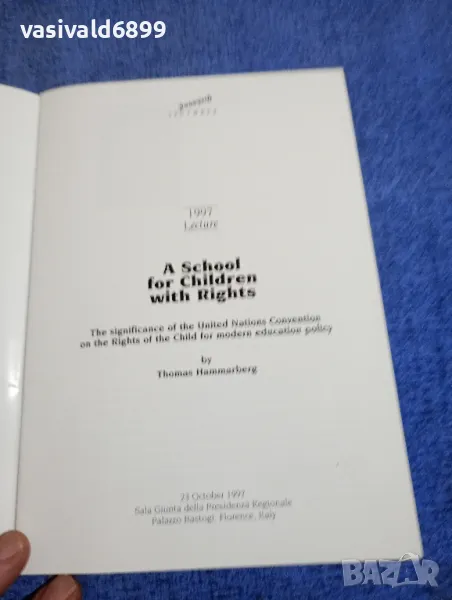 vasivald6899
1997
Lecture
A School
for Children
with Rights
The significance of the United Nations Convention
on the Rights of the Child for modern education policy
by
Thomas Hammarberg
23 October 1997
Sala Giunta della Presidenza Regionale
Palazzo Bastogi, Florence, Italy
BAZAR